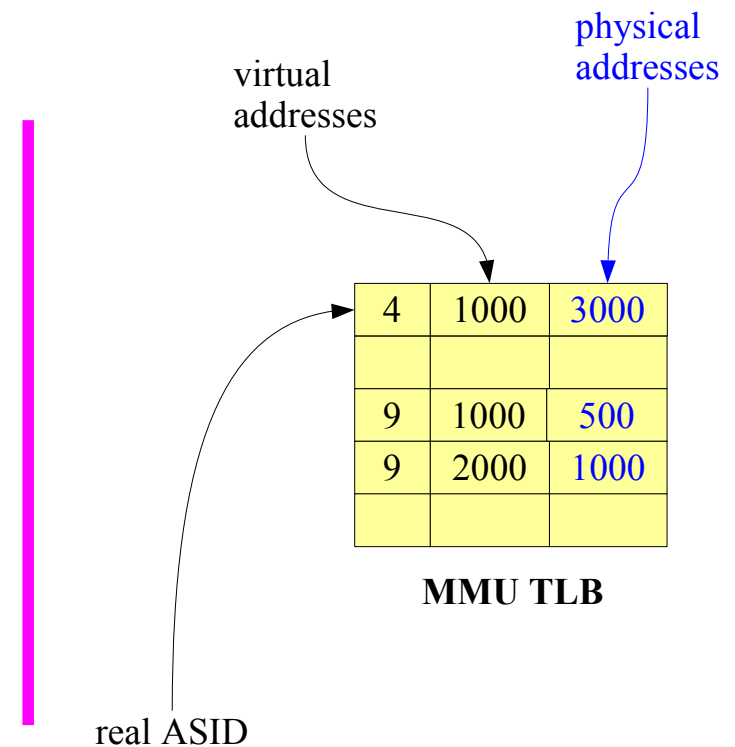 physical
addresses
virtual
addresses
4 1000 3000
9 1000 500
9 2000 1000
MMU TLB
real ASID